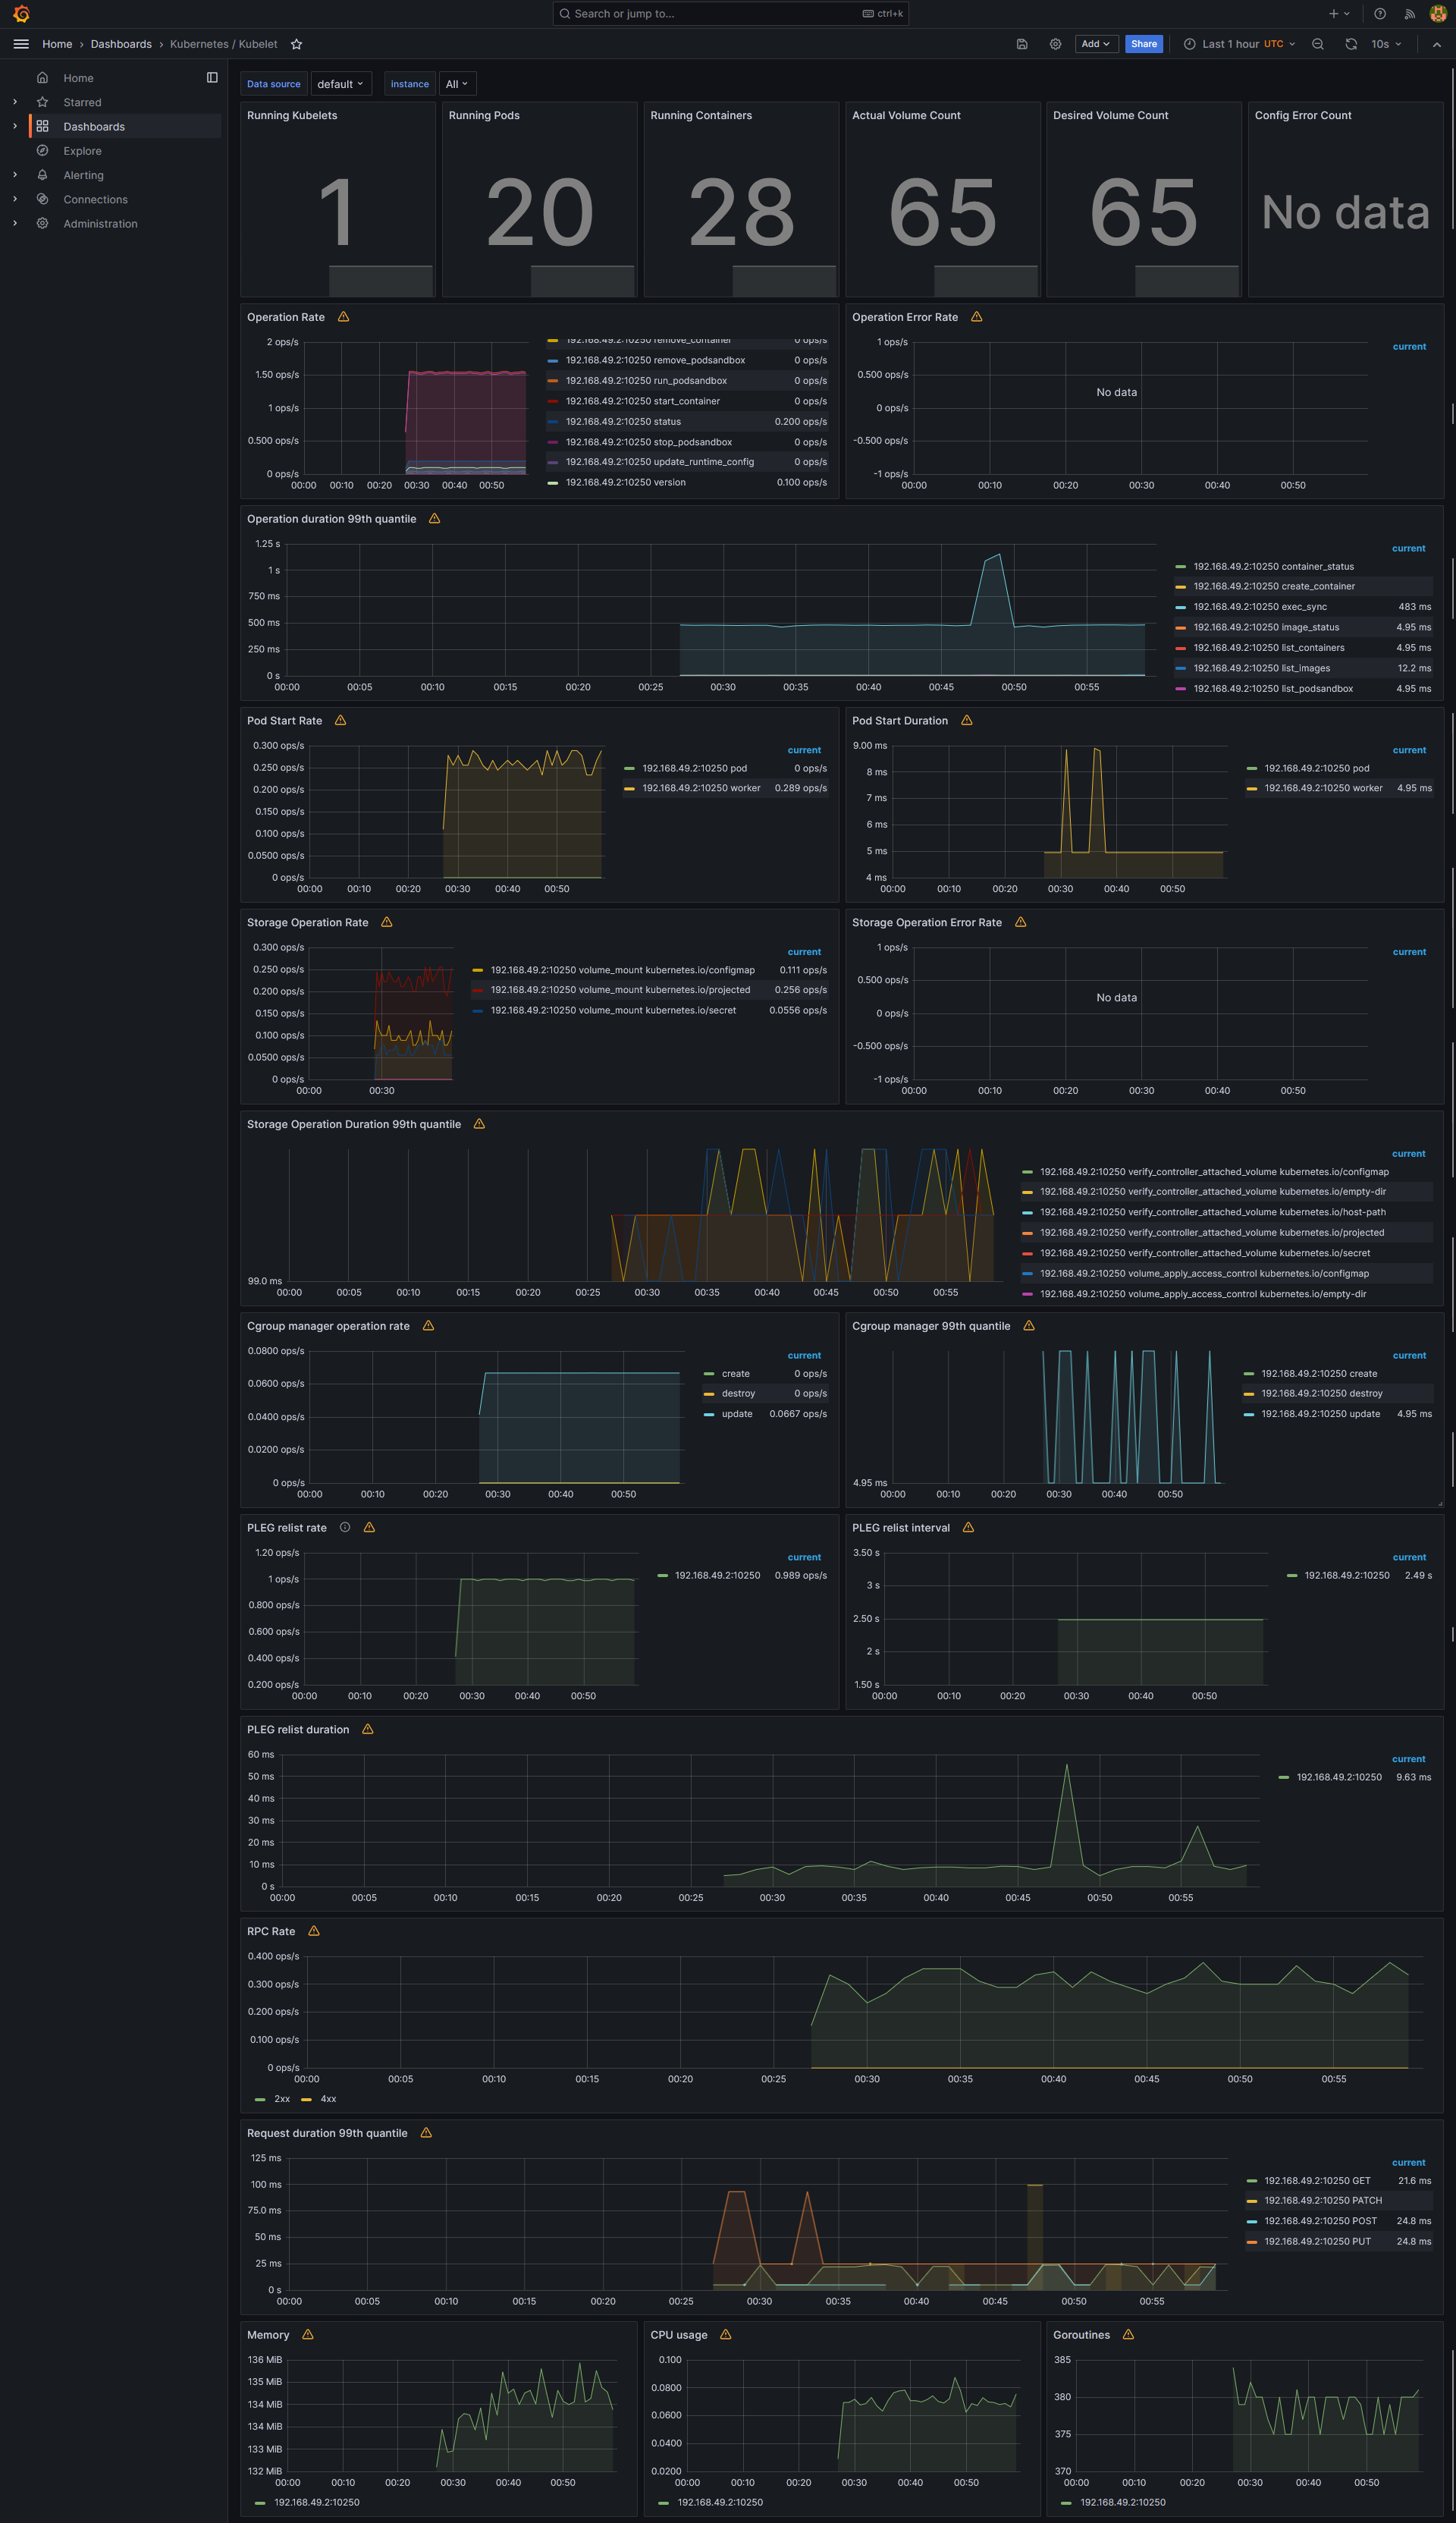 Search or jump to...
ctrl+k
Home › Dashboards › Kubernetes / Kubelet
Add
Share
Last 1 hour UTC
10s
Home
Starred
Dashboards
Explore
Alerting
Connections
Administration
Data source default
instance All
Running Kubelets
1
Running Pods
20
Running Containers
28
Actual Volume Count
65
Desired Volume Count
65
Config Error Count
No data
Operation Rate
2 ops/s
1.50 ops/s
1 ops/s
0.500 ops/s
0 ops/s
00:00 00:10 00:20 00:30 00:40 00:50
192.168.49.2:10250 remove_container 0 ops/s
192.168.49.2:10250 remove_podsandbox 0 ops/s
192.168.49.2:10250 run_podsandbox 0 ops/s
192.168.49.2:10250 start_container 0 ops/s
192.168.49.2:10250 status 0.200 ops/s
192.168.49.2:10250 stop_podsandbox 0 ops/s
192.168.49.2:10250 update_runtime_config 0 ops/s
192.168.49.2:10250 version 0.100 ops/s
Operation Error Rate
1 ops/s
0.500 ops/s
0 ops/s
-0.500 ops/s
-1 ops/s
No data
00:00 00:10 00:20 00:30 00:40 00:50
current
Operation duration 99th quantile
1.25 s
1 s
750 ms
500 ms
250 ms
0 s
00:00 00:05 00:10 00:15 00:20 00:25 00:30 00:35 00:40 00:45 00:50 00:55
current
192.168.49.2:10250 container_status
192.168.49.2:10250 create_container
192.168.49.2:10250 exec_sync 483 ms
192.168.49.2:10250 image_status 4.95 ms
192.168.49.2:10250 list_containers 4.95 ms
192.168.49.2:10250 list_images 12.2 ms
192.168.49.2:10250 list_podsandbox 4.95 ms
Pod Start Rate
0.300 ops/s
0.250 ops/s
0.200 ops/s
0.150 ops/s
0.100 ops/s
0.0500 ops/s
0 ops/s
00:00 00:10 00:20 00:30 00:40 00:50
current
192.168.49.2:10250 pod 0 ops/s
192.168.49.2:10250 worker 0.289 ops/s
Pod Start Duration
9.00 ms
8 ms
7 ms
6 ms
5 ms
4 ms
00:00 00:10 00:20 00:30 00:40 00:50
current
192.168.49.2:10250 pod
192.168.49.2:10250 worker 4.95 ms
Storage Operation Rate
0.300 ops/s
0.250 ops/s
0.200 ops/s
0.150 ops/s
0.100 ops/s
0.0500 ops/s
0 ops/s
00:00 00:30
current
192.168.49.2:10250 volume_mount kubernetes.io/configmap 0.111 ops/s
192.168.49.2:10250 volume_mount kubernetes.io/projected 0.256 ops/s
192.168.49.2:10250 volume_mount kubernetes.io/secret 0.0556 ops/s
Storage Operation Error Rate
1 ops/s
0.500 ops/s
0 ops/s
-0.500 ops/s
-1 ops/s
No data
00:00 00:10 00:20 00:30 00:40 00:50
current
Storage Operation Duration 99th quantile
99.0 ms
00:00 00:05 00:10 00:15 00:20 00:25 00:30 00:35 00:40 00:45 00:50 00:55
current
192.168.49.2:10250 verify_controller_attached_volume kubernetes.io/configmap
192.168.49.2:10250 verify_controller_attached_volume kubernetes.io/empty-dir
192.168.49.2:10250 verify_controller_attached_volume kubernetes.io/host-path
192.168.49.2:10250 verify_controller_attached_volume kubernetes.io/projected
192.168.49.2:10250 verify_controller_attached_volume kubernetes.io/secret
192.168.49.2:10250 volume_apply_access_control kubernetes.io/configmap
192.168.49.2:10250 volume_apply_access_control kubernetes.io/empty-dir
Cgroup manager operation rate
0.0800 ops/s
0.0600 ops/s
0.0400 ops/s
0.0200 ops/s
0 ops/s
00:00 00:10 00:20 00:30 00:40 00:50
current
create 0 ops/s
destroy 0 ops/s
update 0.0667 ops/s
Cgroup manager 99th quantile
4.95 ms
00:00 00:10 00:20 00:30 00:40 00:50
current
192.168.49.2:10250 create
192.168.49.2:10250 destroy
192.168.49.2:10250 update 4.95 ms
PLEG relist rate
1.20 ops/s
1 ops/s
0.800 ops/s
0.600 ops/s
0.400 ops/s
0.200 ops/s
00:00 00:10 00:20 00:30 00:40 00:50
current
192.168.49.2:10250 0.989 ops/s
PLEG relist interval
3.50 s
3 s
2.50 s
2 s
1.50 s
00:00 00:10 00:20 00:30 00:40 00:50
current
192.168.49.2:10250 2.49 s
PLEG relist duration
60 ms
50 ms
40 ms
30 ms
20 ms
10 ms
0 s
00:00 00:05 00:10 00:15 00:20 00:25 00:30 00:35 00:40 00:45 00:50 00:55
current
192.168.49.2:10250 9.63 ms
RPC Rate
0.400 ops/s
0.300 ops/s
0.200 ops/s
0.100 ops/s
0 ops/s
00:00 00:05 00:10 00:15 00:20 00:25 00:30 00:35 00:40 00:45 00:50 00:55
2xx 4xx
Request duration 99th quantile
125 ms
100 ms
75.0 ms
50 ms
25 ms
0 s
00:00 00:05 00:10 00:15 00:20 00:25 00:30 00:35 00:40 00:45 00:50 00:55
current
192.168.49.2:10250 GET 21.6 ms
192.168.49.2:10250 PATCH
192.168.49.2:10250 POST 24.8 ms
192.168.49.2:10250 PUT 24.8 ms
Memory
136 MiB
135 MiB
134 MiB
134 MiB
133 MiB
132 MiB
00:00 00:10 00:20 00:30 00:40 00:50
192.168.49.2:10250
CPU usage
0.100
0.0800
0.0600
0.0400
0.0200
00:00 00:10 00:20 00:30 00:40 00:50
192.168.49.2:10250
Goroutines
385
380
375
370
00:00 00:10 00:20 00:30 00:40 00:50
192.168.49.2:10250